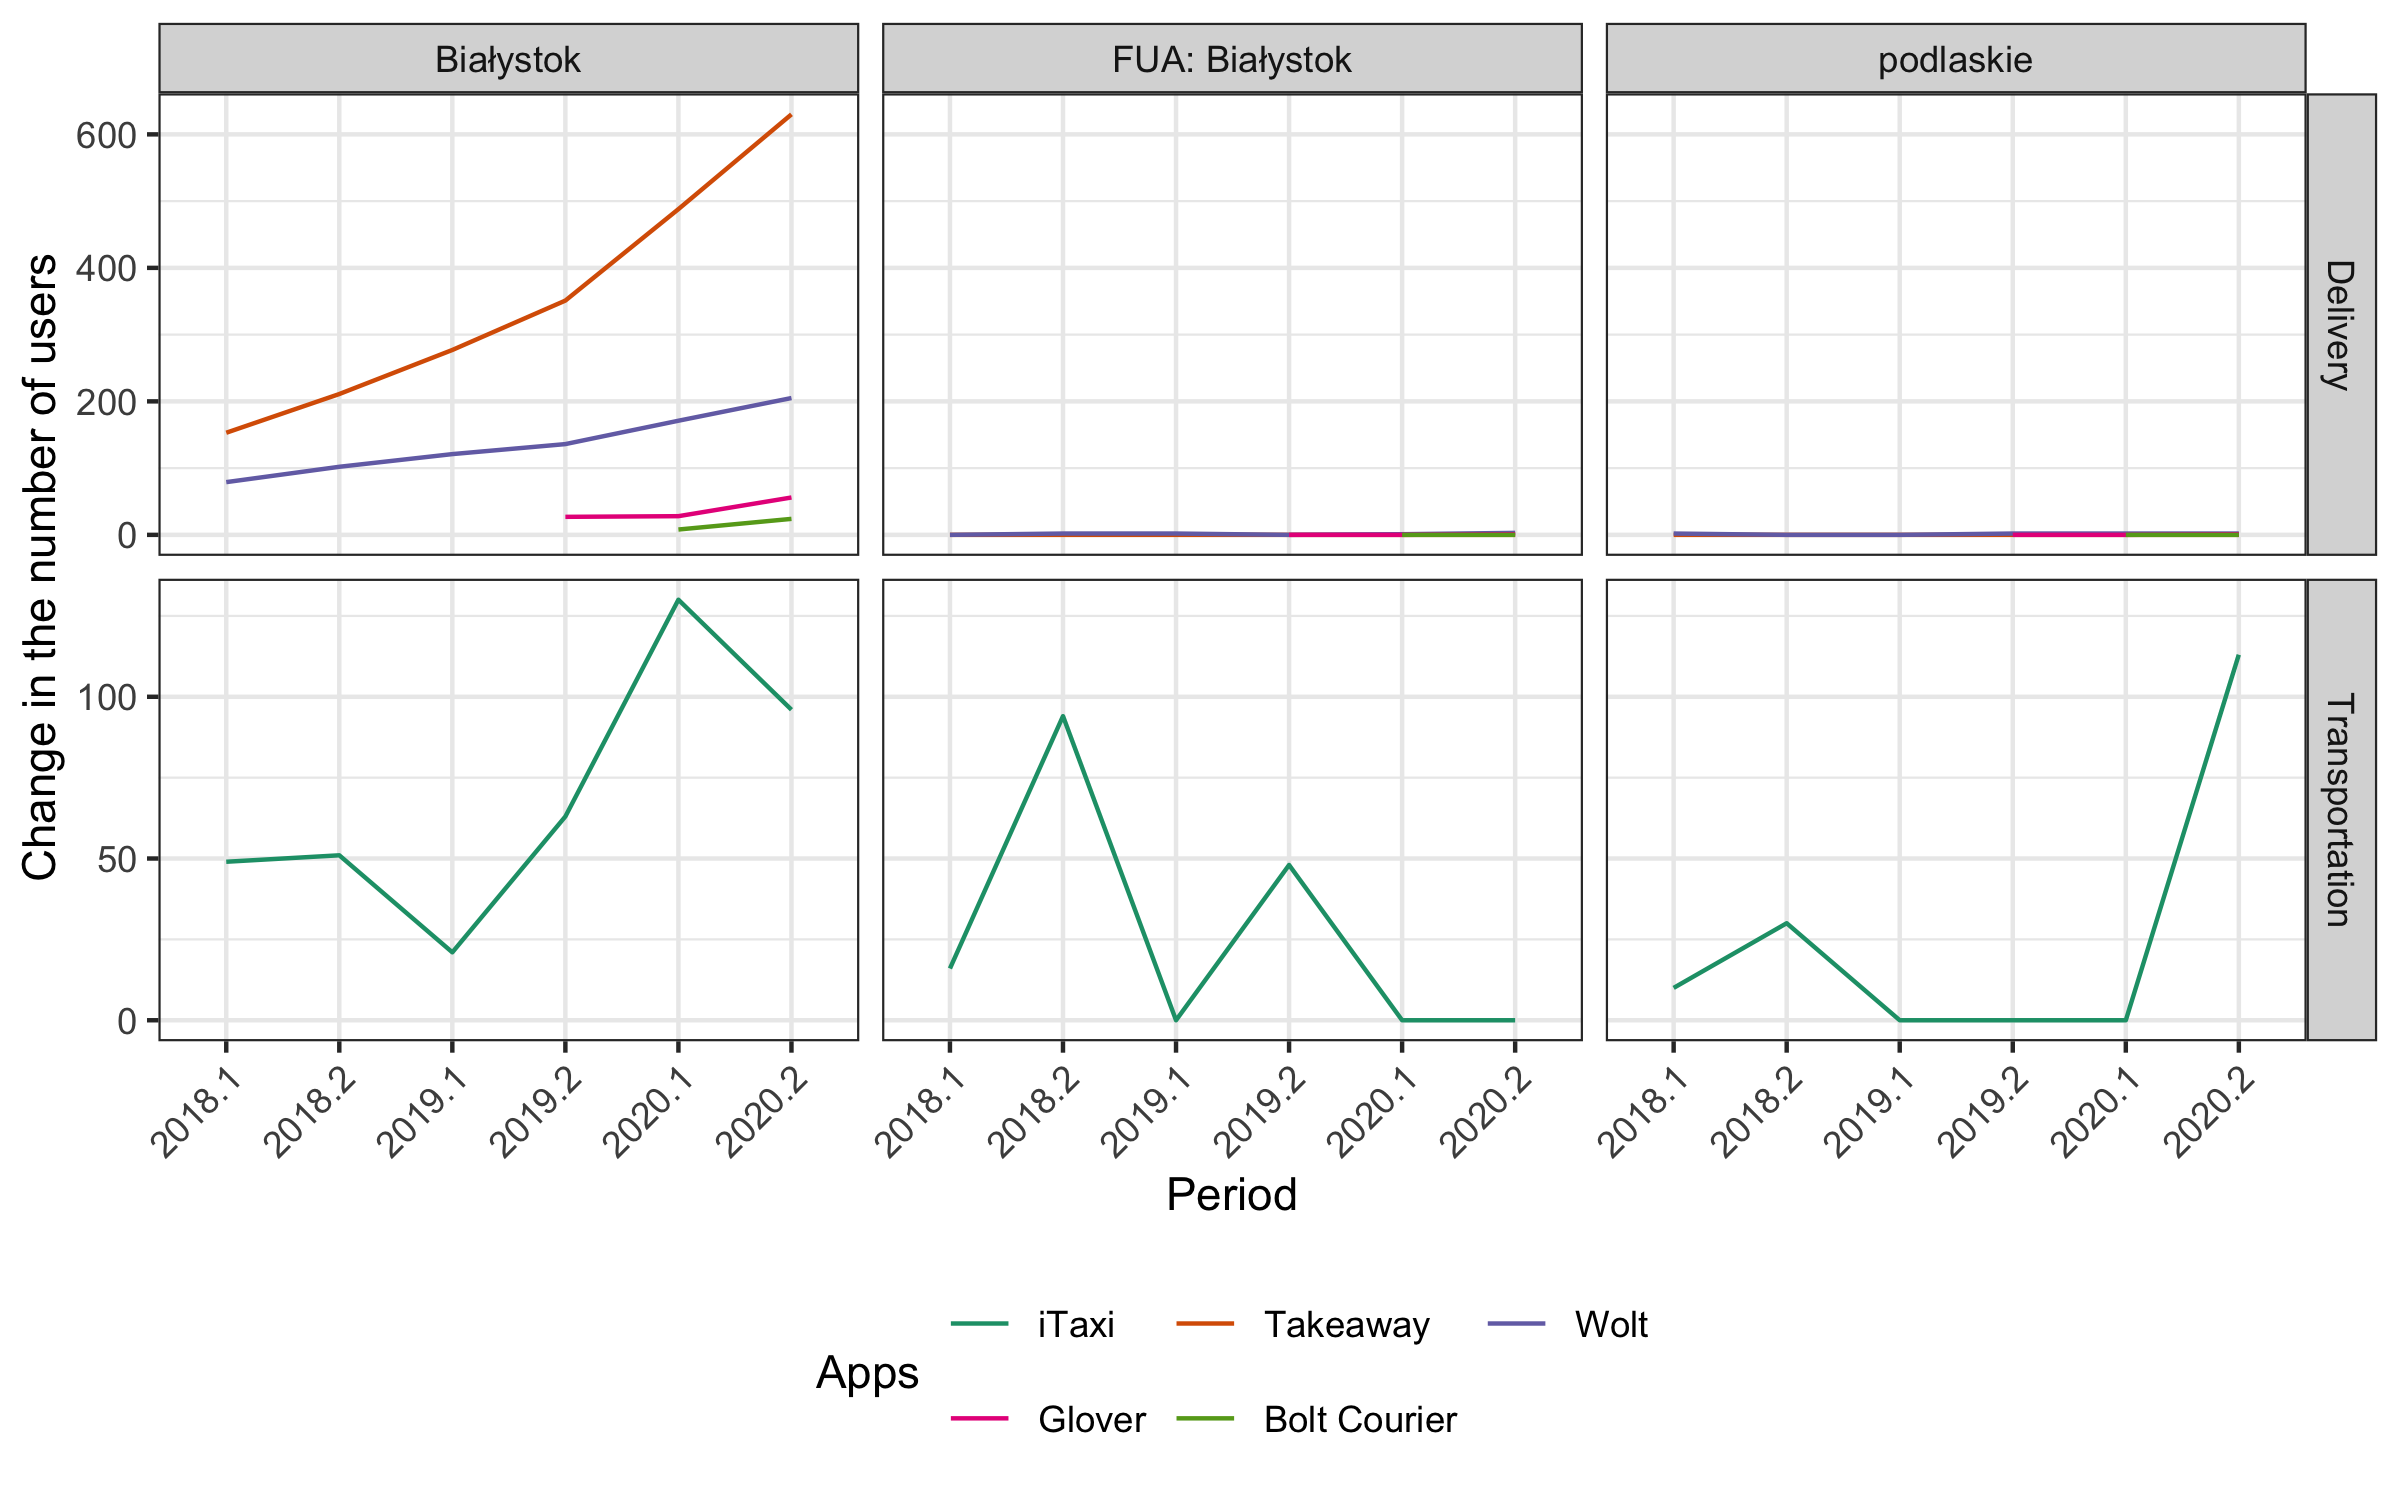 Białystok
FUA: Białystok
podlaskie
Change in the number of users
600
400
200
0
Delivery
100
50
0
Transportation
2018.1
2018.2
2019.1
2019.2
2020.1
2020.2
2018.1
2018.2
2019.1
2019.2
2020.1
2020.2
2018.1
2018.2
2019.1
2019.2
2020.1
2020.2
Period
Apps
iTaxi
Takeaway
Wolt
Glover
Bolt Courier